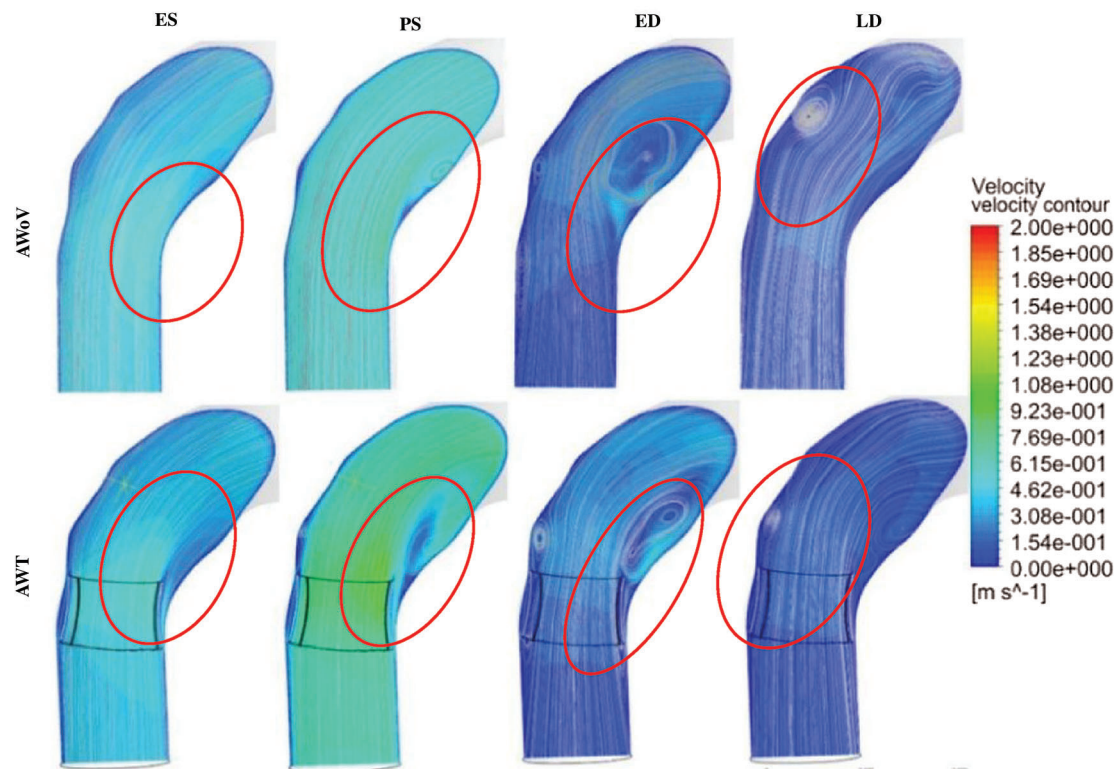 ES PS ED LD
AWoV
AWT
Velocity
velocity contour
2.00e+000
1.85e+000
1.69e+000
1.54e+000
1.38e+000
1.23e+000
1.08e+000
9.23e-001
7.69e-001
6.15e-001
4.62e-001
3.08e-001
1.54e-001
0.00e+000
[m s^-1]